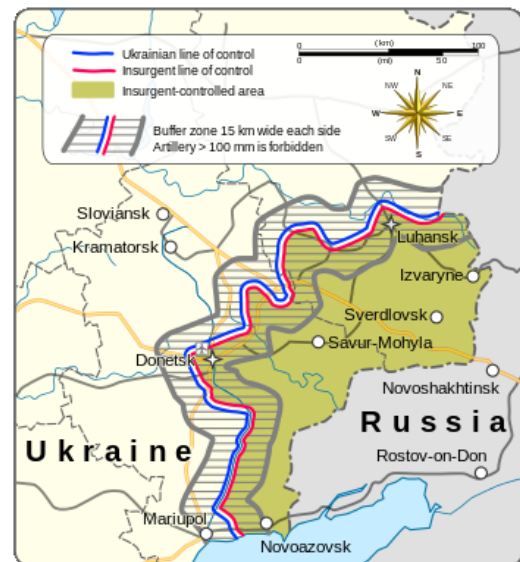 Ukrainian line of control
Insurgent line of control
Insurgent-controlled area
Buffer zone 15 km wide each side
Artillery > 100 mm is forbidden
0 (km) 100
0 (mi) 50
N
NW NE
W E
SW SE
S
Sloviansk
Kramatorsk
Luhansk
Izvaryne
Sverdlovsk
Savur-Mohyla
Donetsk
Novoshakhtinsk
Russia
Ukraine
Rostov-on-Don
Mariupol
Novoazovsk